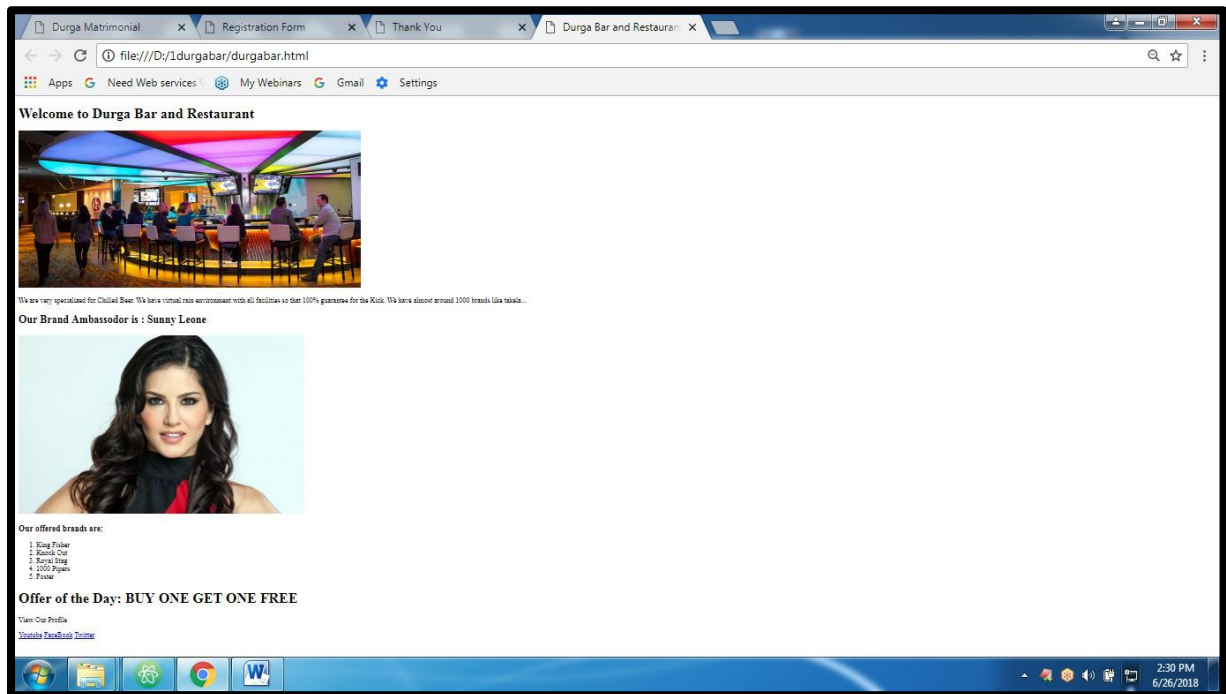 Durga Matrimonial
Registration Form
Thank You
Durga Bar and Restauran
file:///D:/1durgabar/durgabar.html
Apps Need Web services My Webinars Gmail Settings
Welcome to Durga Bar and Restaurant
We are very specialized for Chilled Beer. We have virtual rain environment with all facilities so that 100% guarantee for the Kick. We have almost around 1000 brands like takela...
Our Brand Ambassodor is : Sunny Leone
Our offered brands are:
1. King Fisher
2. Knock Out
3. Royal Stag
4. 1000 Pipers
5. Foster
Offer of the Day: BUY ONE GET ONE FREE
View Our Profile
Youtube FaceBook Twitter
2:30 PM
6/26/2018